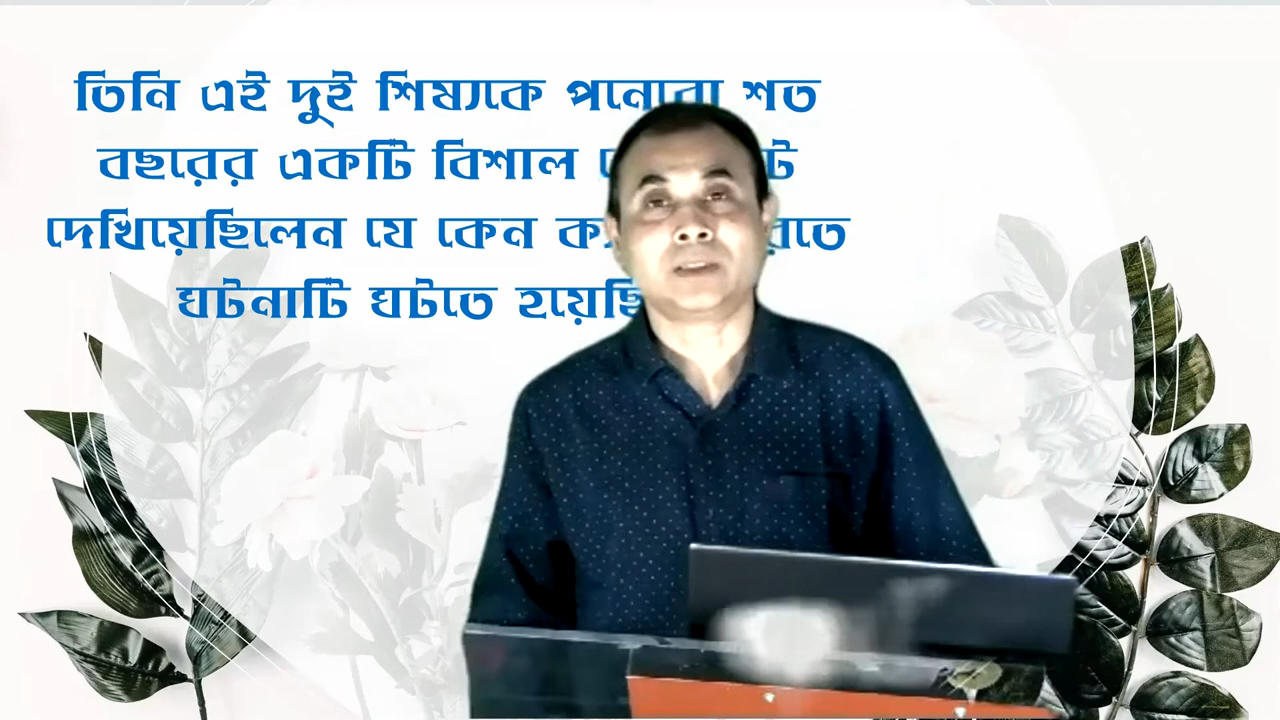 তিনি এই দুই শিষ্যকে পনেরো শত
বছরের একটি বিশাল
দেখিয়েছিলেন যে কেন
ঘটনাটি ঘটতে